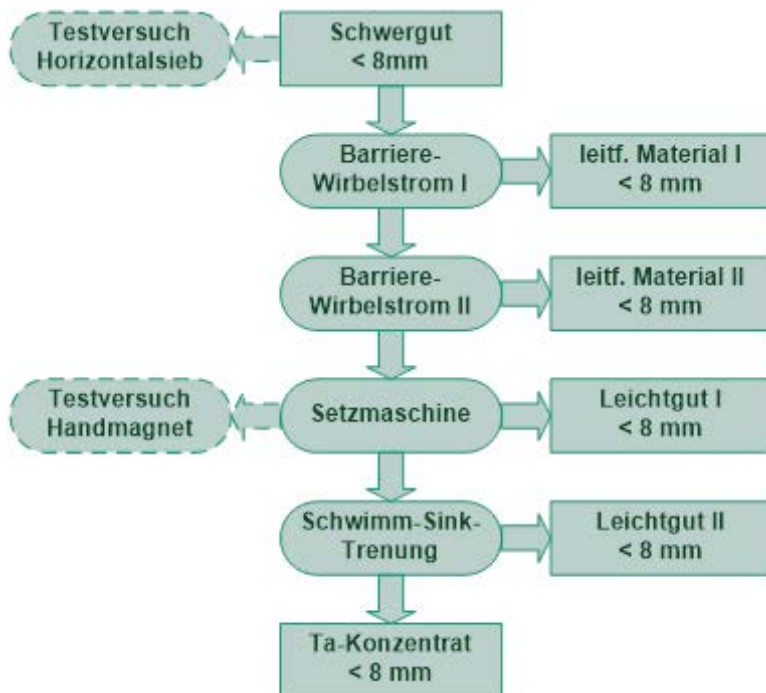 Testversuch
Horizontalsieb
Schwergut
< 8mm
Barriere-
Wirbelstrom I
leitf. Material I
< 8 mm
Barriere-
Wirbelstrom II
leitf. Material II
< 8 mm
Testversuch
Handmagnet
Setzmaschine
Leichtgut I
< 8 mm
Schwimm-Sink-
Trenung
Leichtgut II
< 8 mm
Ta-Konzentrat
< 8 mm